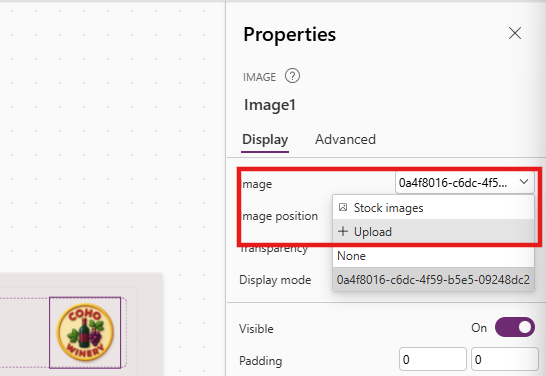 Properties
IMAGE ?
Image1
Display Advanced
mage 0a4f8016-c6dc-4f5...
Stock images
mage position
+ Upload
Transparency
None
Display mode 0a4f8016-c6dc-4f59-b5e5-09248dc2
Visible On
Padding 0 0
COHO
WINERY